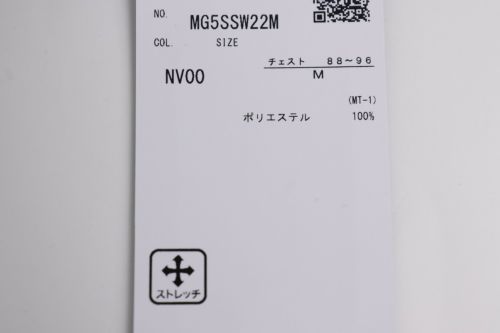 NO. MG5SSW22M
COL. SIZE
チェスト 88～96
NV00 M
(MT-1)
ポリエステル 100%
ストレッチ